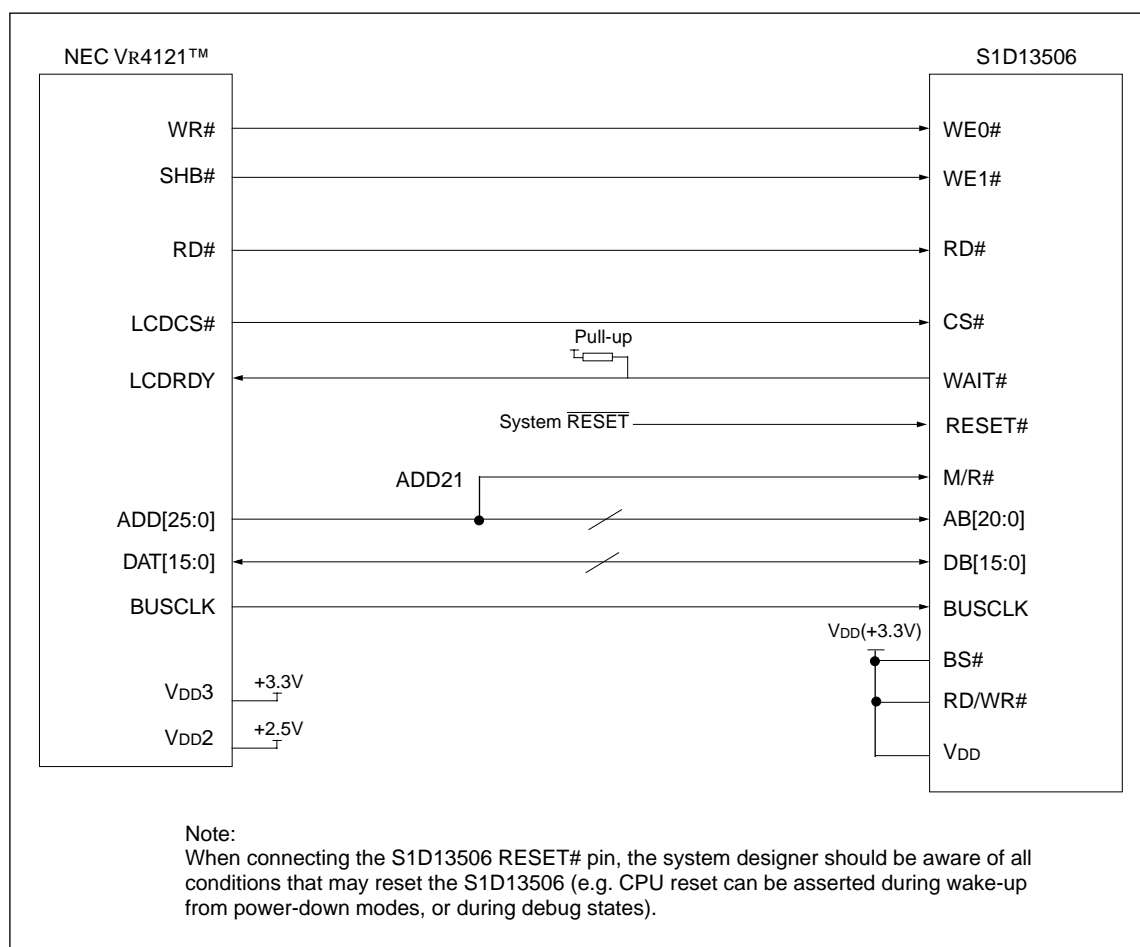 NEC VR4121™ S1D13506
WR# WE0#
SHB# WE1#
RD# RD#
LCDCS# CS#
Pull-up
LCDRDY WAIT#
System RESET RESET#
ADD21 M/R#
ADD[25:0] AB[20:0]
DAT[15:0] DB[15:0]
BUSCLK BUSCLK
VDD(+3.3V)
BS#
VDD3 +3.3V RD/WR#
VDD2 +2.5V VDD
Note:
When connecting the S1D13506 RESET# pin, the system designer should be aware of all
conditions that may reset the S1D13506 (e.g. CPU reset can be asserted during wake-up
from power-down modes, or during debug states).